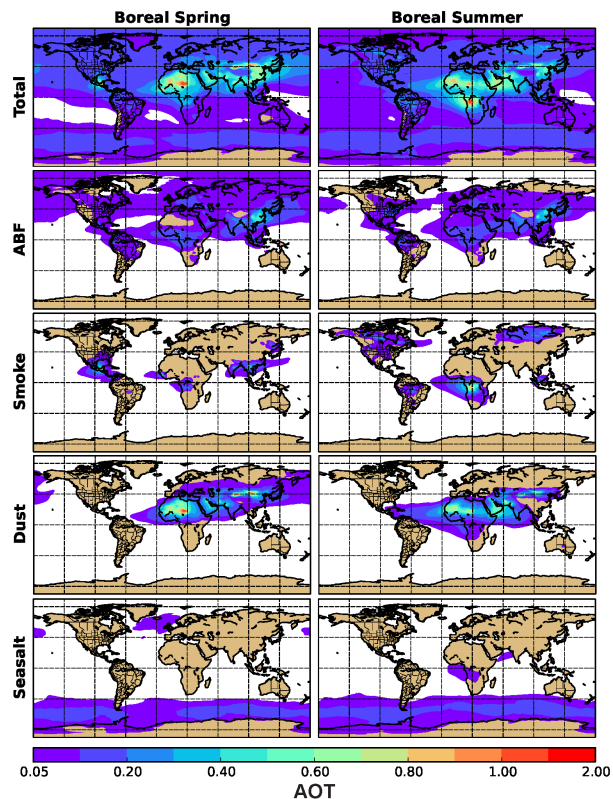 Boreal Spring Boreal Summer
Total
ABF
Smoke
Dust
Seasalt
0.05 0.20 0.40 0.60 0.80 1.00 2.00
AOT